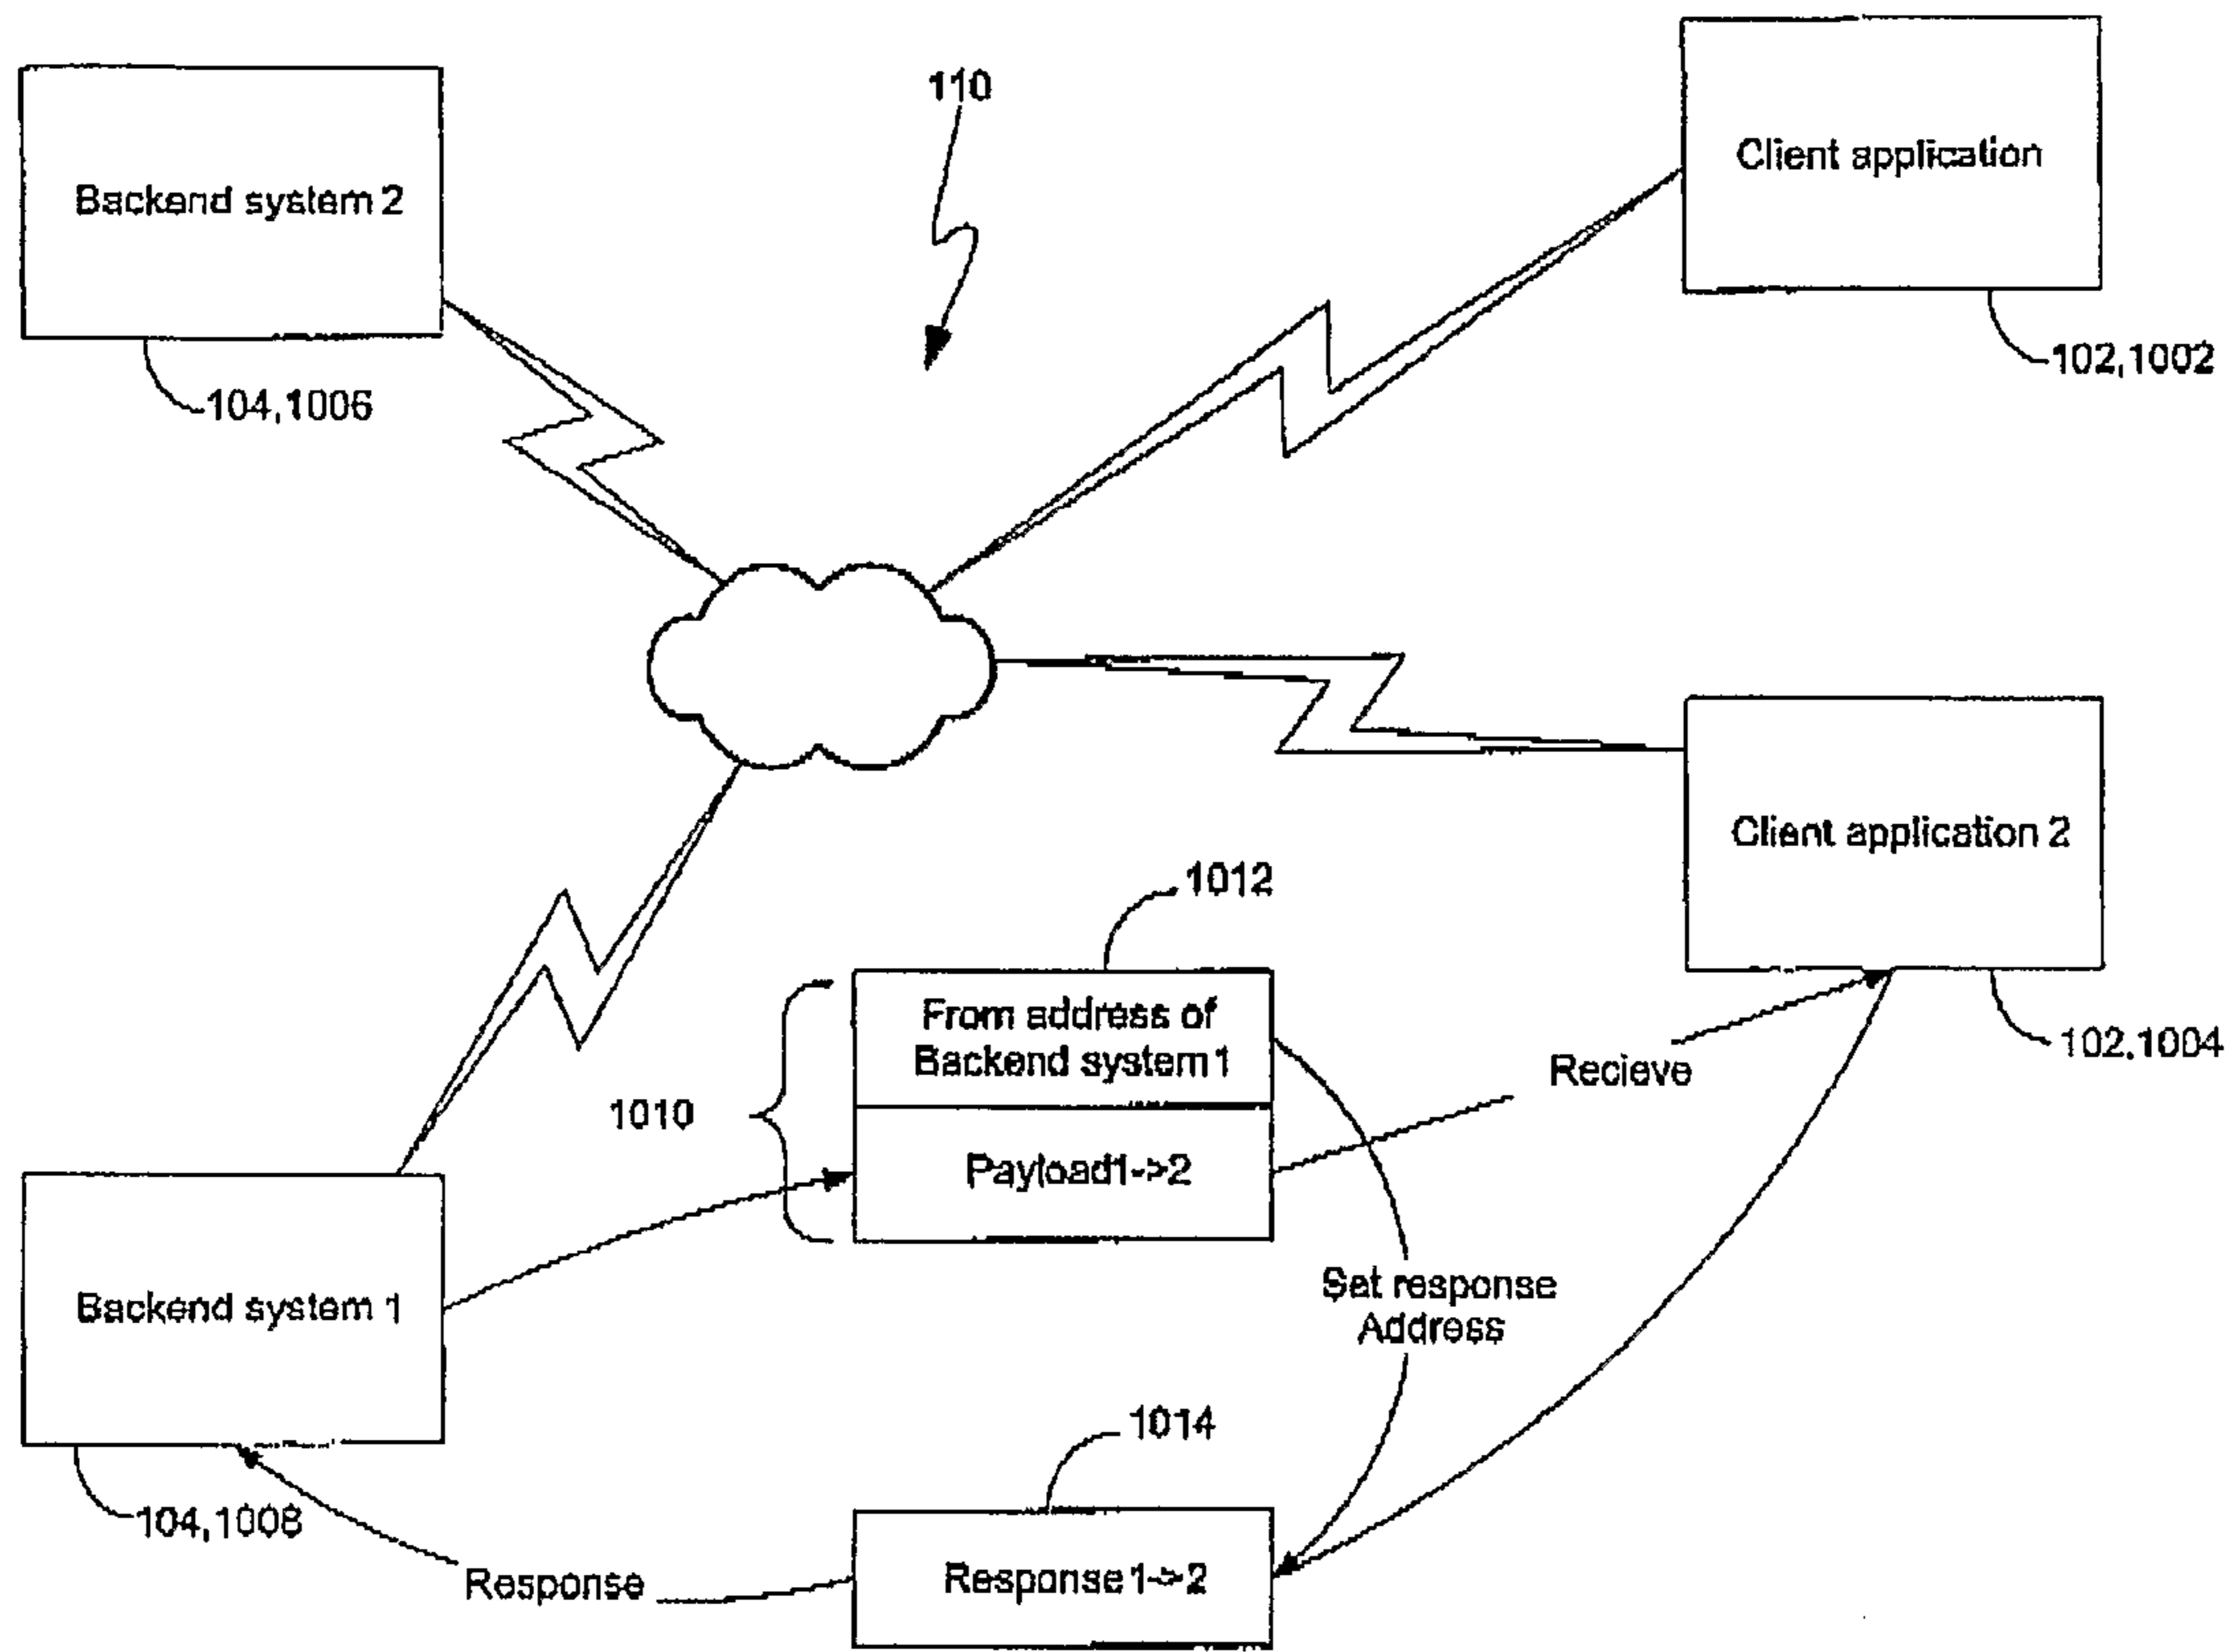 110
Client application
Backend system 2
102,1002
104,1006
Client application 2
1012
From address of
Backend system 1
102,1004
Recieve
1010
Payload1->2
Set response
Address
Backend system 1
1014
104,1008
Response
Response 1->2